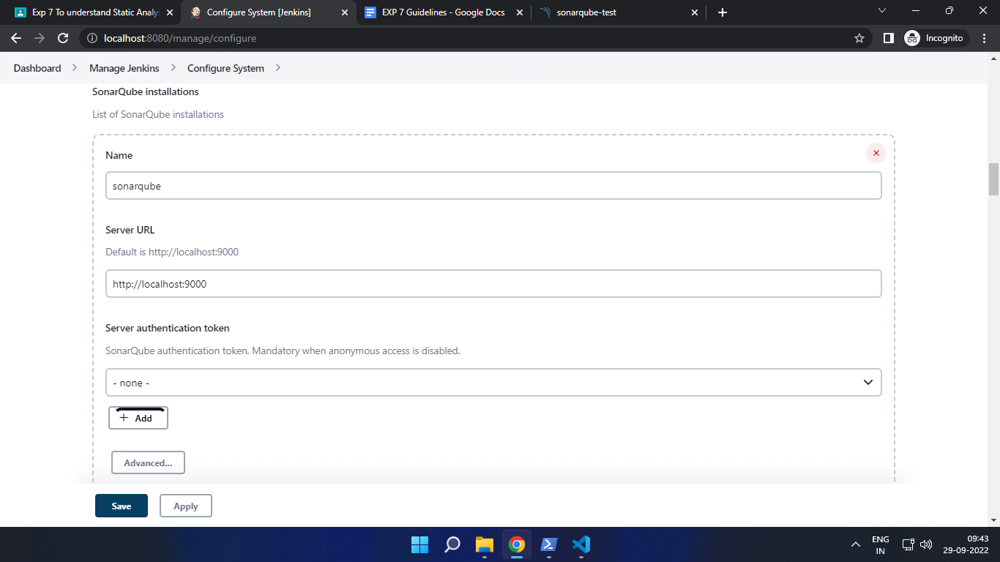 Exp 7 To understand Static Analys
Configure System [Jenkins]
EXP 7 Guidelines - Google Docs
sonarqube-test
localhost:8080/manage/configure
Incognito
Dashboard
Manage Jenkins
Configure System
SonarQube installations
List of SonarQube installations
Name
sonarqube
Server URL
Default is http://localhost:9000
http://localhost:9000
Server authentication token
SonarQube authentication token. Mandatory when anonymous access is disabled.
- none -
+ Add
Advanced...
Save
Apply
ENG
IN
09:43
29-09-2022